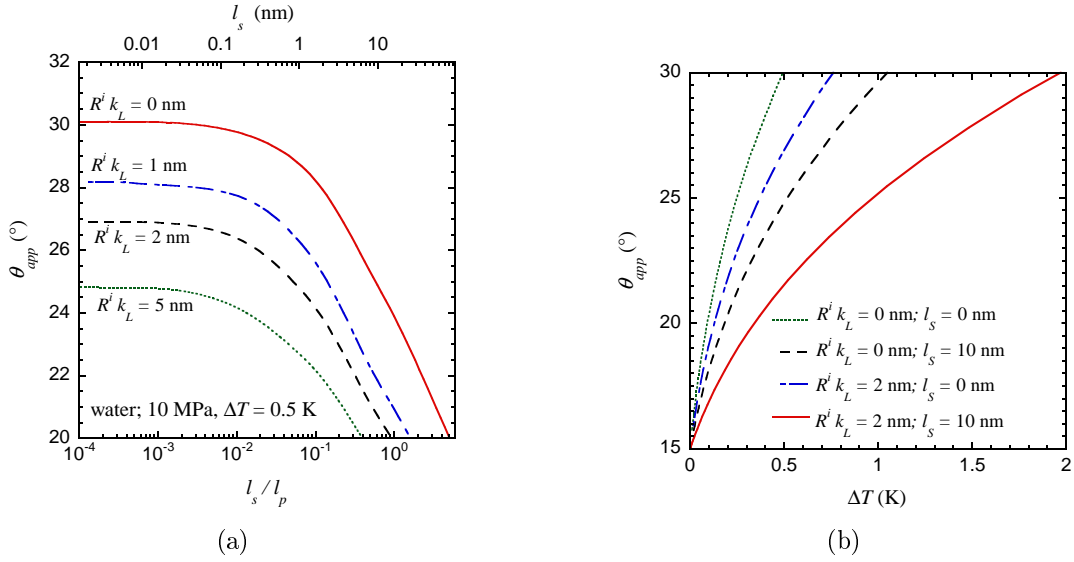 l_s (nm)
0.01 0.1 1 10
32
30
28
26
24
22
20
θ_app (°)
R^i k_L = 0 nm
R^i k_L = 1 nm
R^i k_L = 2 nm
R^i k_L = 5 nm
water; 10 MPa, ΔT = 0.5 K
10^-4 10^-3 10^-2 10^-1 10^0
l_s / l_p
(a)
30
25
20
15
θ_app (°)
R^i k_L = 0 nm; l_S = 0 nm
R^i k_L = 0 nm; l_S = 10 nm
R^i k_L = 2 nm; l_S = 0 nm
R^i k_L = 2 nm; l_S = 10 nm
0 0.5 1 1.5 2
ΔT (K)
(b)